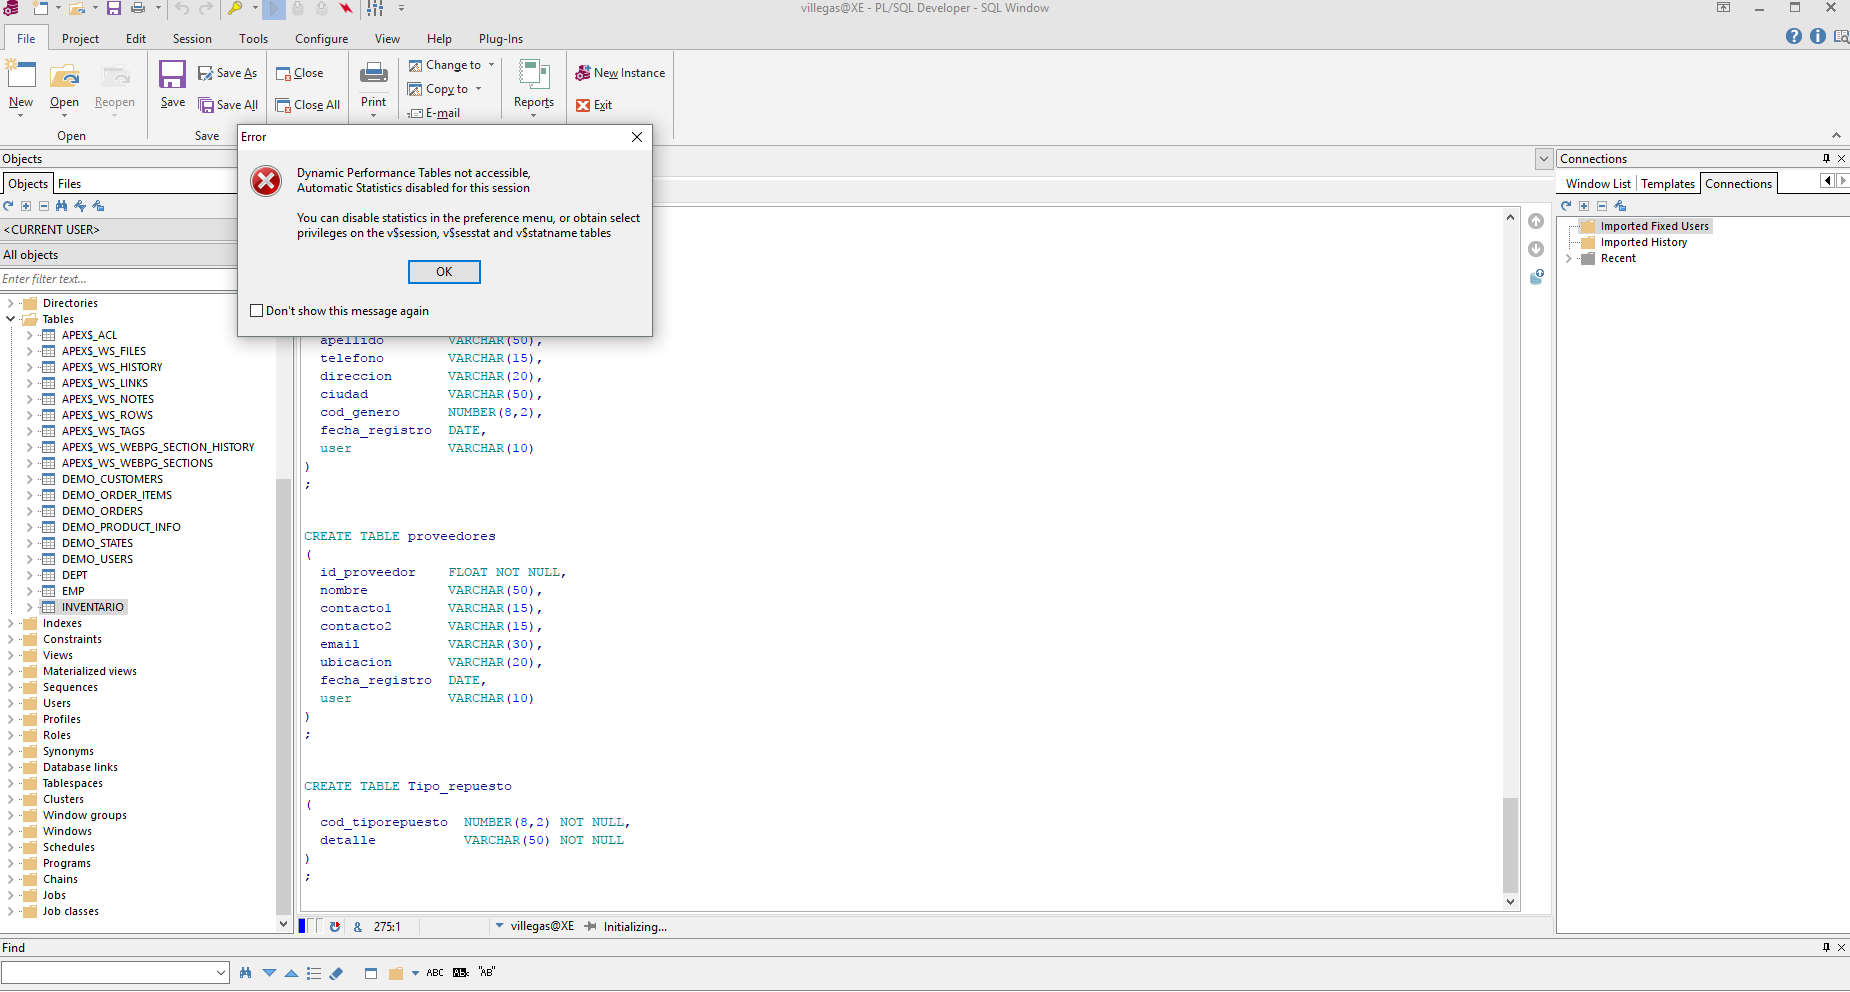 villegas@XE - PL/SQL Developer - SQL Window
File Project Edit Session Tools Configure View Help Plug-Ins
New
Open
Reopen
Open
Save
Save As
Save All
Save
Close
Close All
Print
Change to
Copy to
E-mail
Reports
New Instance
Exit
Error
Dynamic Performance Tables not accessible,
Automatic Statistics disabled for this session
You can disable statistics in the preference menu, or obtain select
privileges on the v$session, v$sesstat and v$statname tables
OK
Don't show this message again
Objects
Objects Files
<CURRENT USER>
All objects
Enter filter text...
Directories
Tables
APEX$_ACL
APEX$_WS_FILES
APEX$_WS_HISTORY
APEX$_WS_LINKS
APEX$_WS_NOTES
APEX$_WS_ROWS
APEX$_WS_TAGS
APEX$_WS_WEBPG_SECTION_HISTORY
APEX$_WS_WEBPG_SECTIONS
DEMO_CUSTOMERS
DEMO_ORDER_ITEMS
DEMO_ORDERS
DEMO_PRODUCT_INFO
DEMO_STATES
DEMO_USERS
DEPT
EMP
INVENTARIO
Indexes
Constraints
Views
Materialized views
Sequences
Users
Profiles
Roles
Synonyms
Database links
Tablespaces
Clusters
Window groups
Windows
Schedules
Programs
Chains
Jobs
Job classes
apellido VARCHAR(50),
telefono VARCHAR(15),
direccion VARCHAR(20),
ciudad VARCHAR(50),
cod_genero NUMBER(8,2),
fecha_registro DATE,
user VARCHAR(10)
)
;
CREATE TABLE proveedores
(
id_proveedor FLOAT NOT NULL,
nombre VARCHAR(50),
contacto1 VARCHAR(15),
contacto2 VARCHAR(15),
email VARCHAR(30),
ubicacion VARCHAR(20),
fecha_registro DATE,
user VARCHAR(10)
)
;
CREATE TABLE Tipo_repuesto
(
cod_tiporepuesto NUMBER(8,2) NOT NULL,
detalle VARCHAR(50) NOT NULL
)
;
& 275:1 villegas@XE Initializing...
Connections
Window List Templates Connections
Imported Fixed Users
Imported History
Recent
Find
ABC AB "AB"